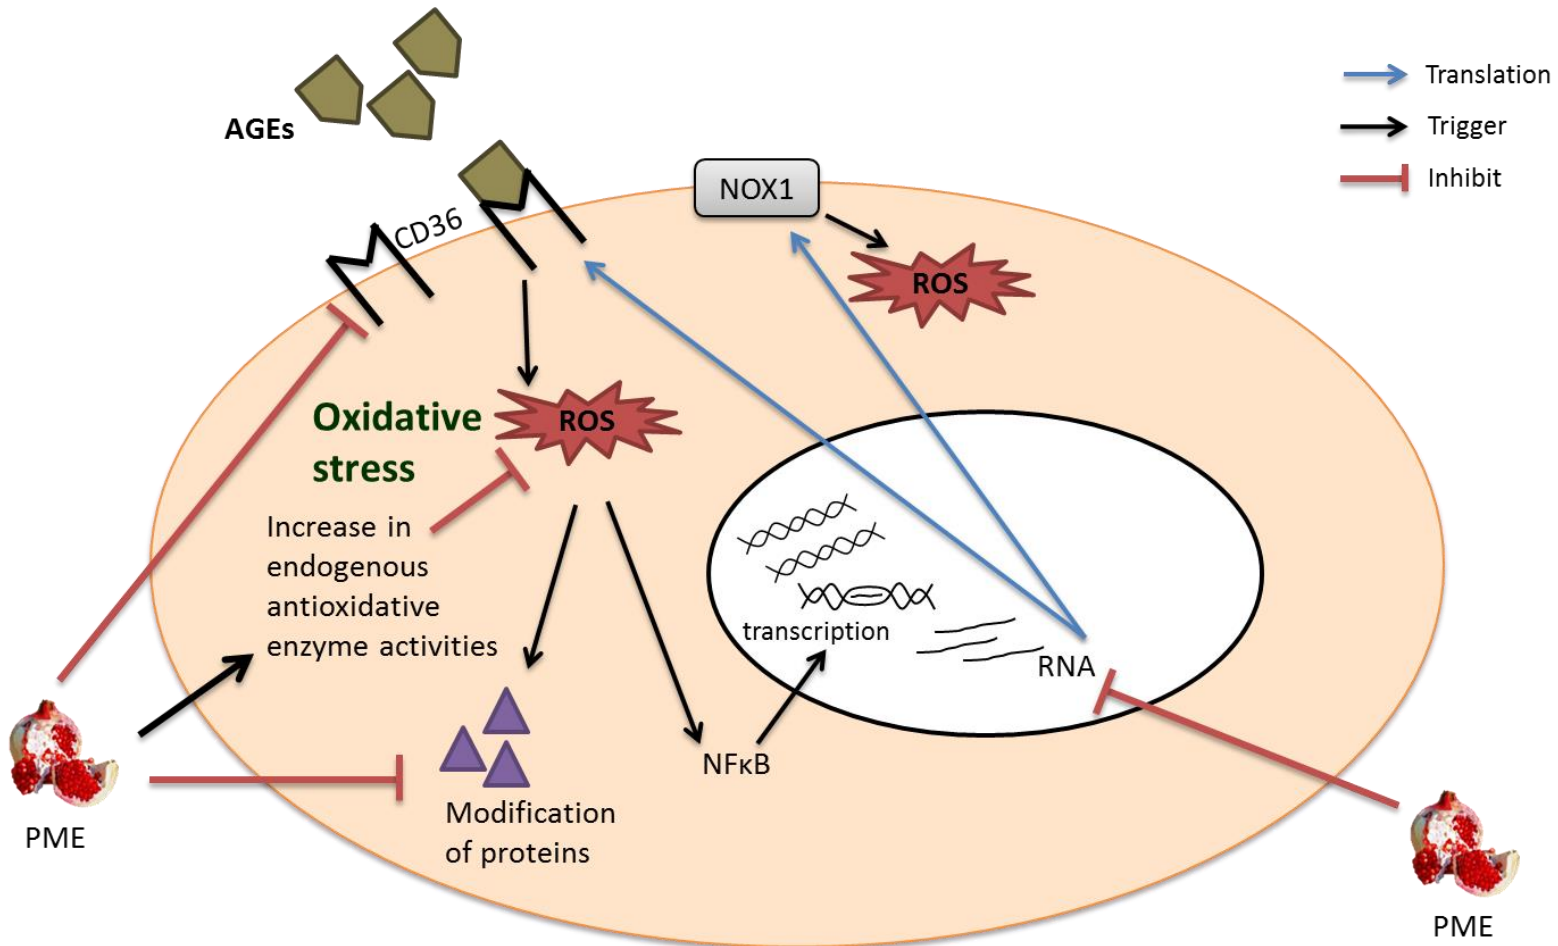 AGEs
Translation
Trigger
Inhibit
CD36
NOX1
ROS
Oxidative
stress
ROS
Increase in
endogenous
antioxidative
enzyme activities
transcription
RNA
NFκB
Modification
of proteins
PME
PME